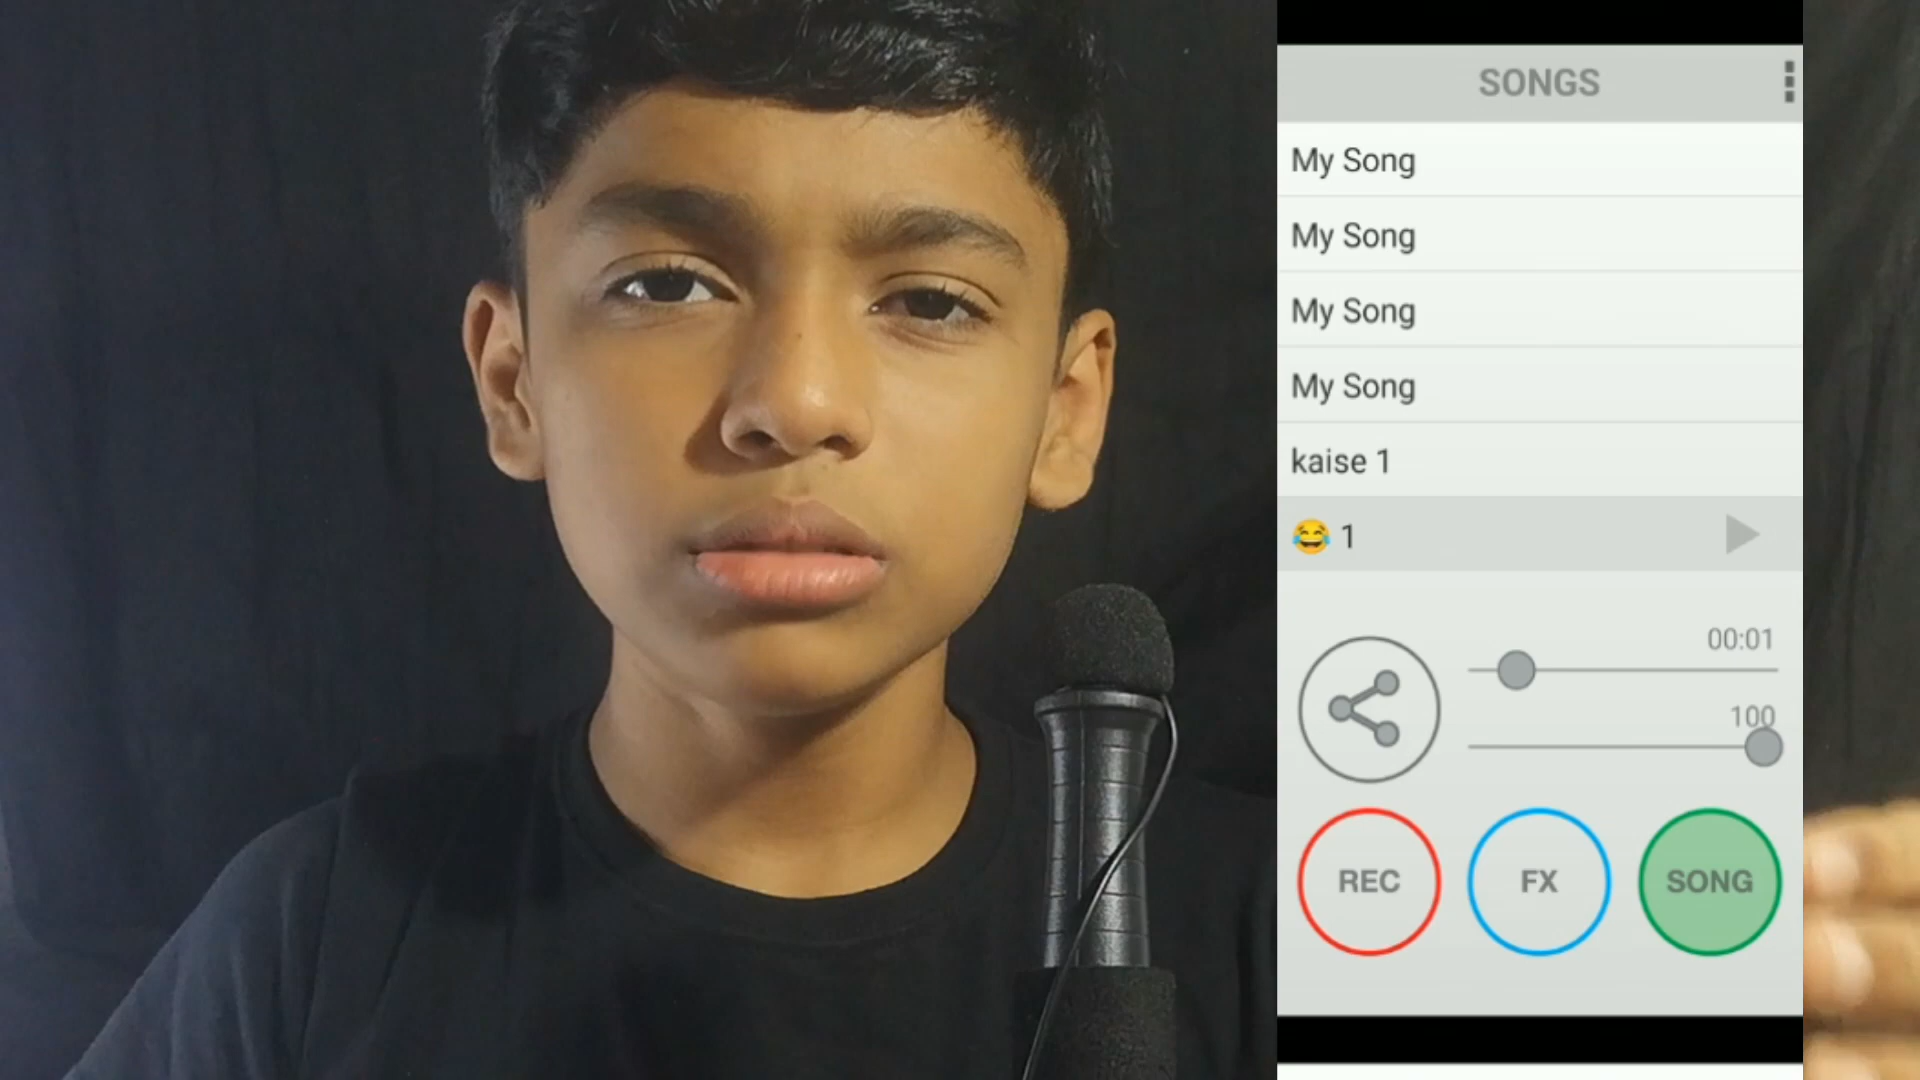 SONGS
My Song
My Song
My Song
My Song
kaise 1
😂 1
00:01
100
REC
FX
SONG